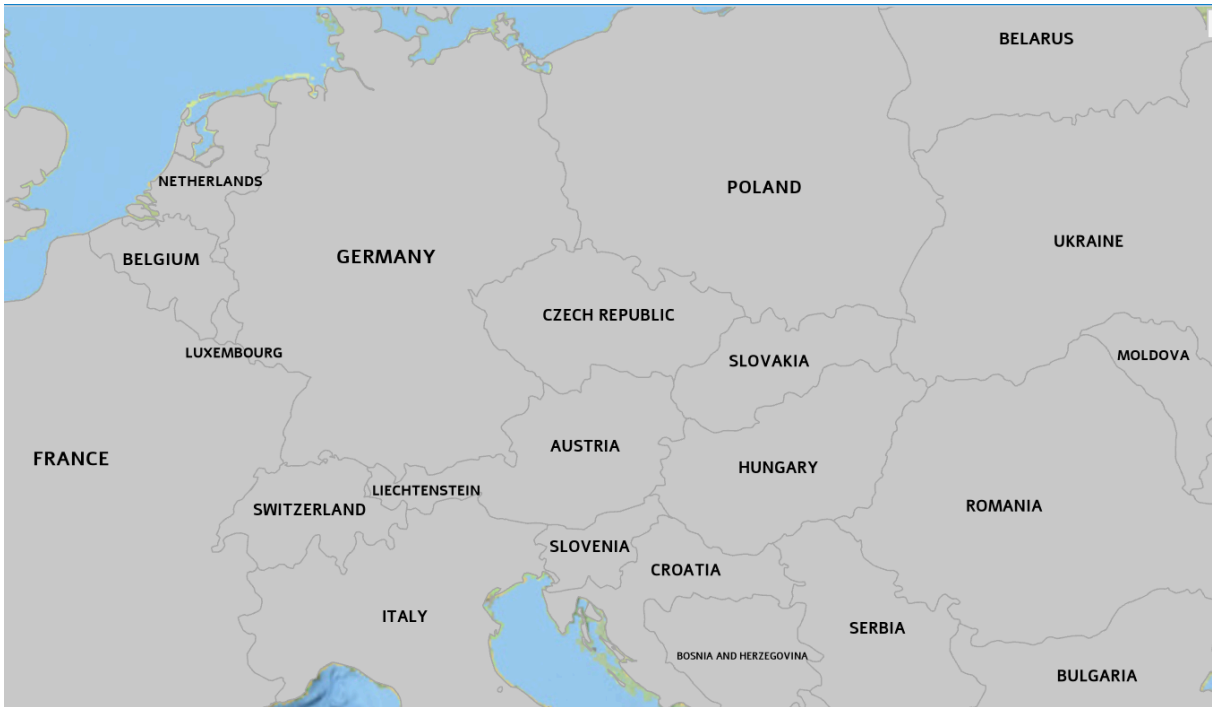 BELARUS
NETHERLANDS
POLAND
UKRAINE
BELGIUM
GERMANY
CZECH REPUBLIC
LUXEMBOURG
SLOVAKIA
MOLDOVA
FRANCE
AUSTRIA
HUNGARY
LIECHTENSTEIN
SWITZERLAND
ROMANIA
SLOVENIA
CROATIA
ITALY
SERBIA
BOSNIA AND HERZEGOVINA
BULGARIA